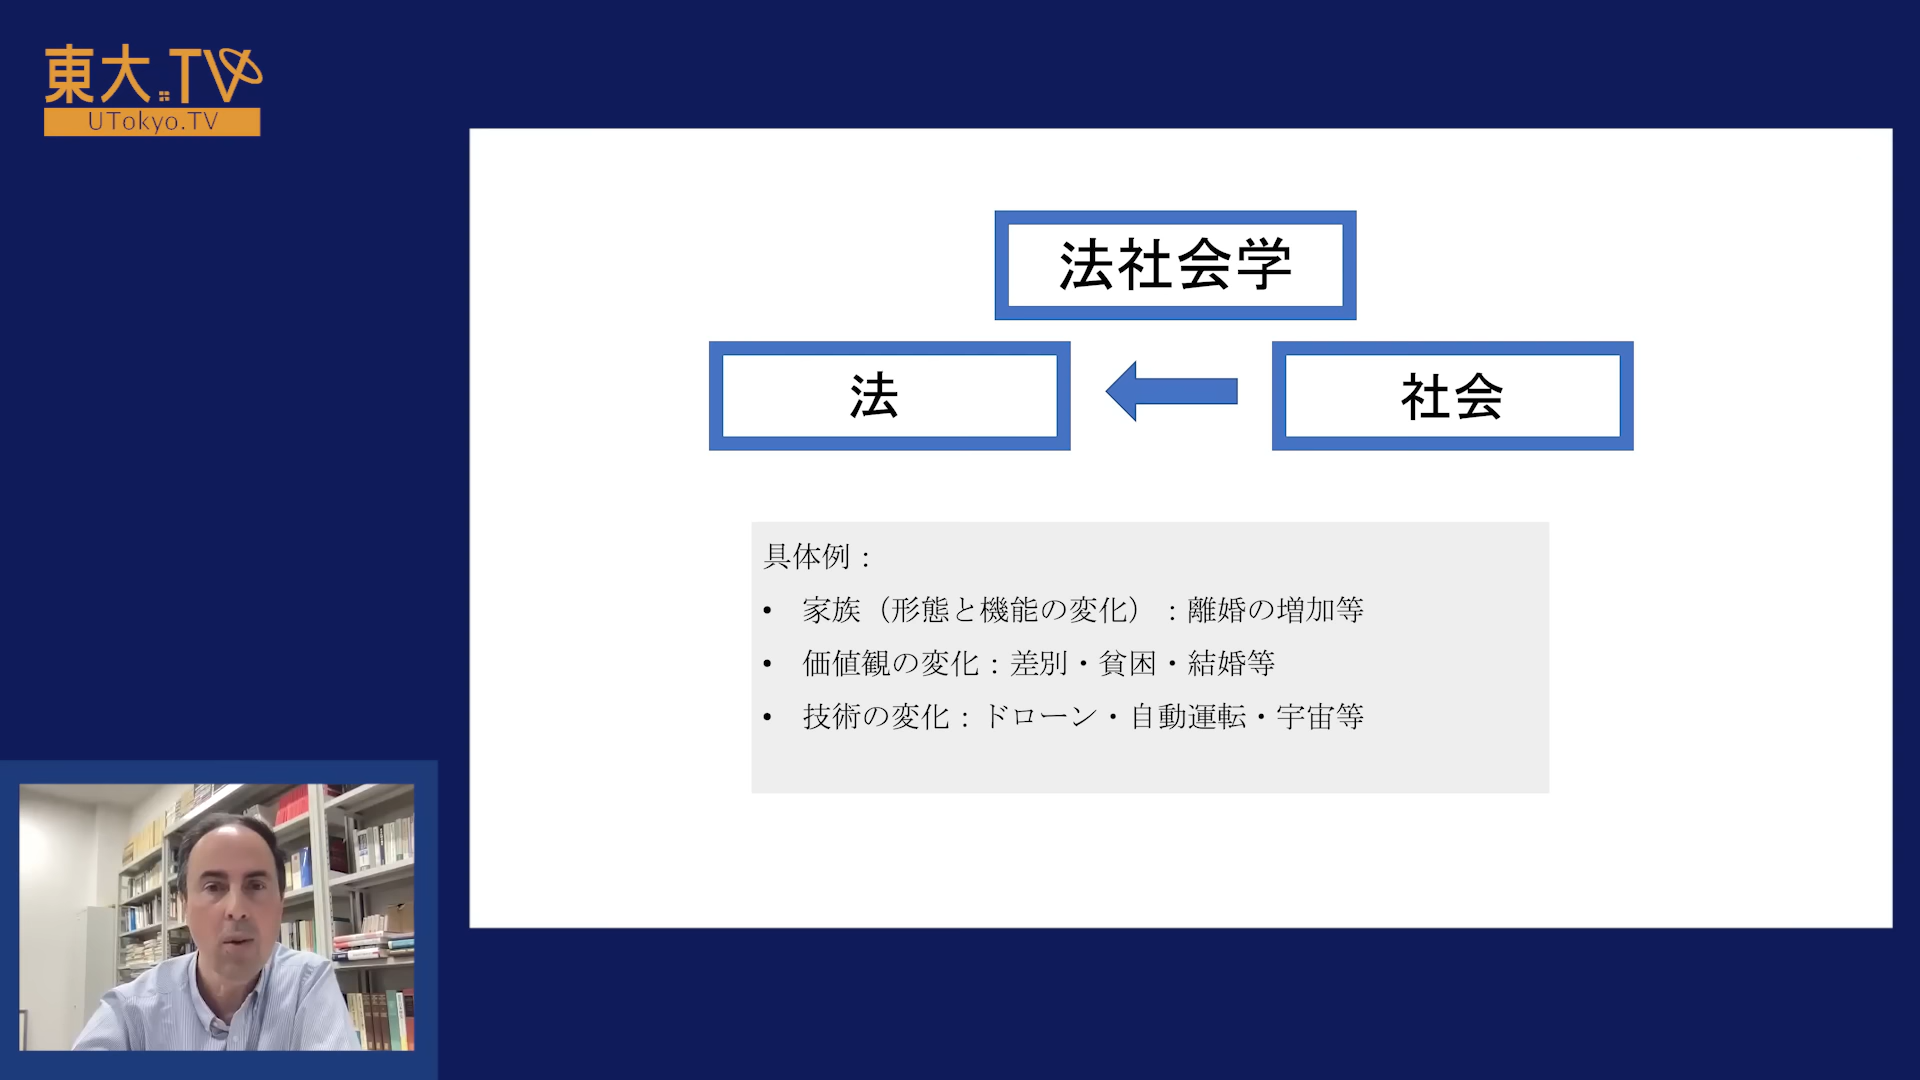 東大.TV
UTokyo.TV
法社会学
法
社会
具体例：
• 家族（形態と機能の変化）：離婚の増加等
• 価値観の変化：差別・貧困・結婚等
• 技術の変化：ドローン・自動運転・宇宙等